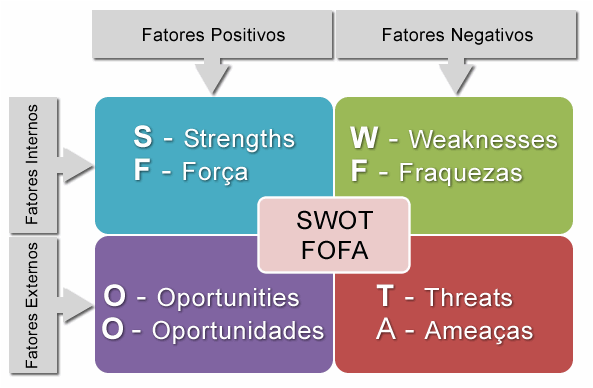 Fatores Positivos
Fatores Negativos
Fatores Internos
S - Strengths
F - Força
W - Weaknesses
F - Fraquezas
SWOT
FOFA
Fatores Externos
O - Oportunities
O - Oportunidades
T - Threats
A - Ameaças